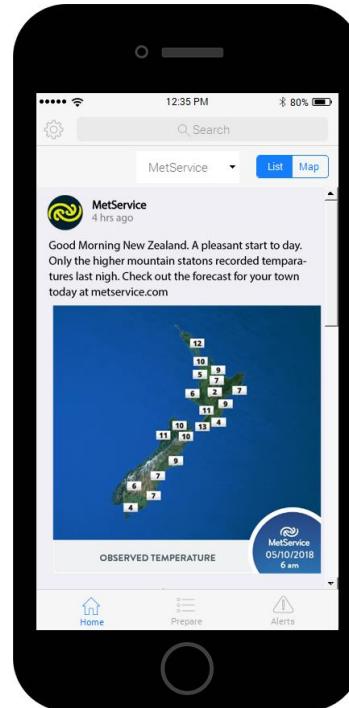 12:35 PM
80%
Search
MetService
List
Map
MetService
4 hrs ago
Good Morning New Zealand. A pleasant start to day.
Only the higher mountain statons recorded tempara-
tures last nigh. Check out the forecast for your town
today at metservice.com
12
10
9
5
7
6
2
7
9
11
4
10
13
11
10
9
7
6
7
4
OBSERVED TEMPERATURE
MetService
05/10/2018
6 am
Home
Prepare
Alerts